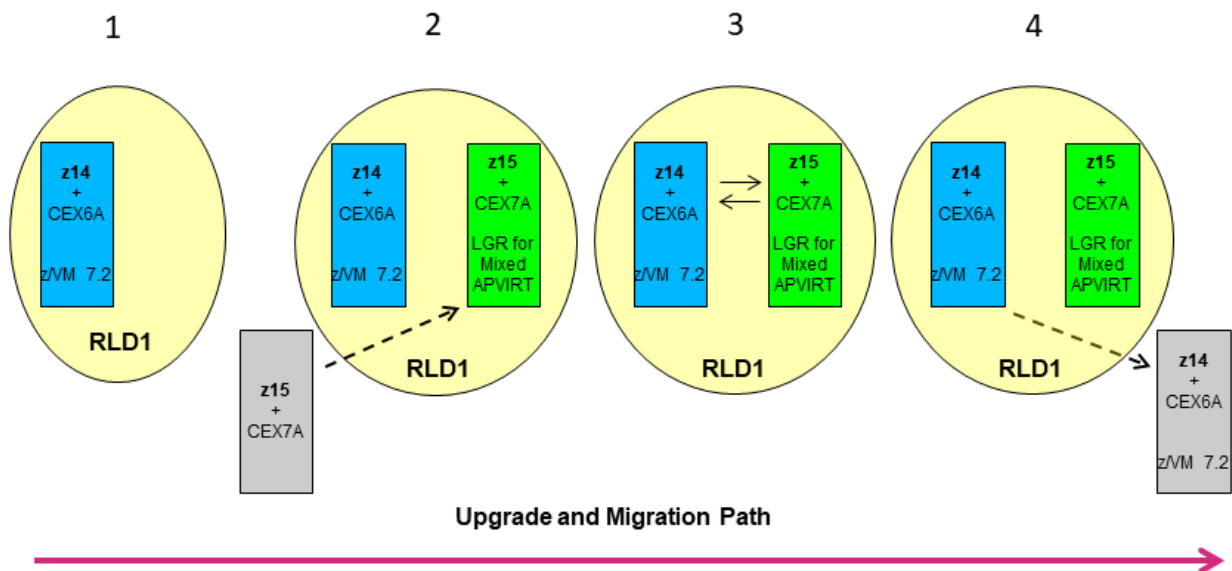 1
2
3
4
z14
+
CEX6A
z/VM 7.2
RLD1
z15
+
CEX7A
z14
+
CEX6A
z/VM 7.2
z15
+
CEX7A
LGR for
Mixed
APVIRT
RLD1
z14
+
CEX6A
z/VM 7.2
z15
+
CEX7A
LGR for
Mixed
APVIRT
RLD1
z14
+
CEX6A
z/VM 7.2
z15
+
CEX7A
LGR for
Mixed
APVIRT
RLD1
z14
+
CEX6A
z/VM 7.2
Upgrade and Migration Path